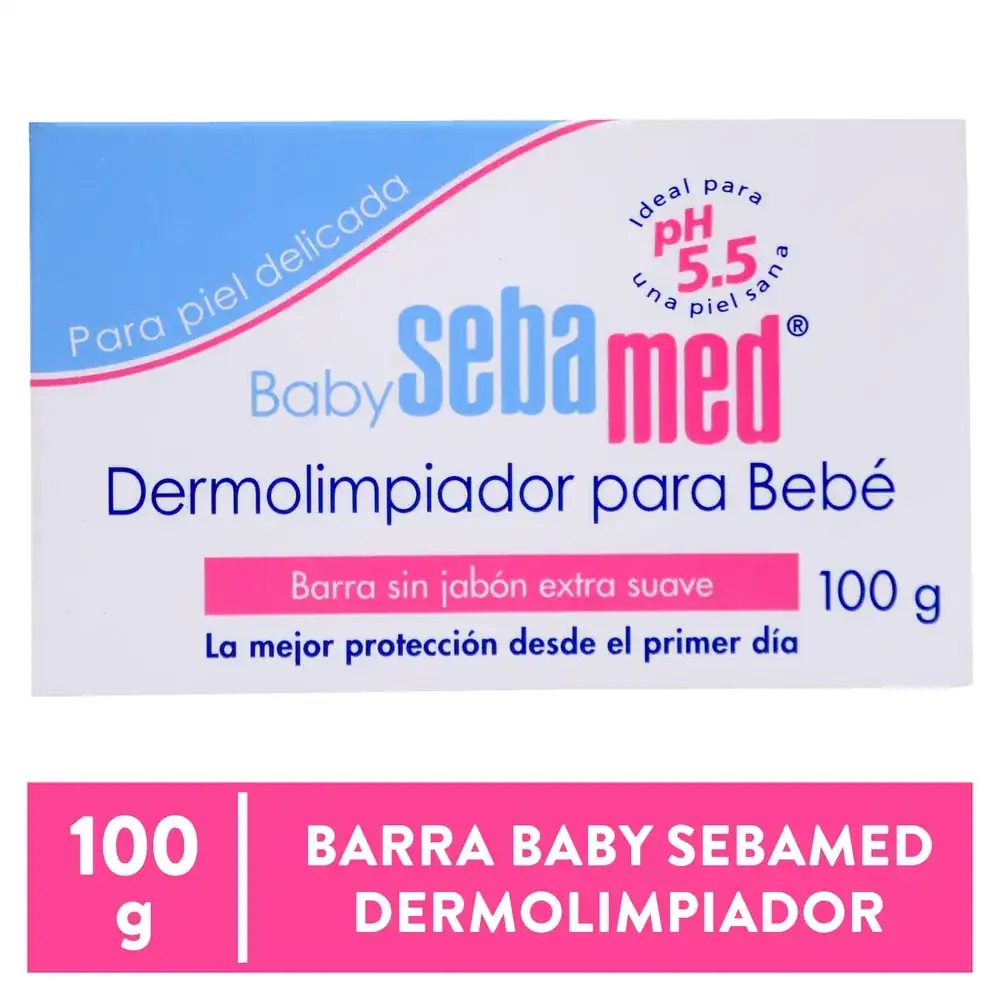 Para piel delicada
Ideal para
pH
5.5
una piel sana
Baby sebamed®
Dermolimpiador para Bebé
Barra sin jabón extra suave
100 g
La mejor protección desde el primer día
100
g
BARRA BABY SEBAMED
DERMOLIMPIADOR